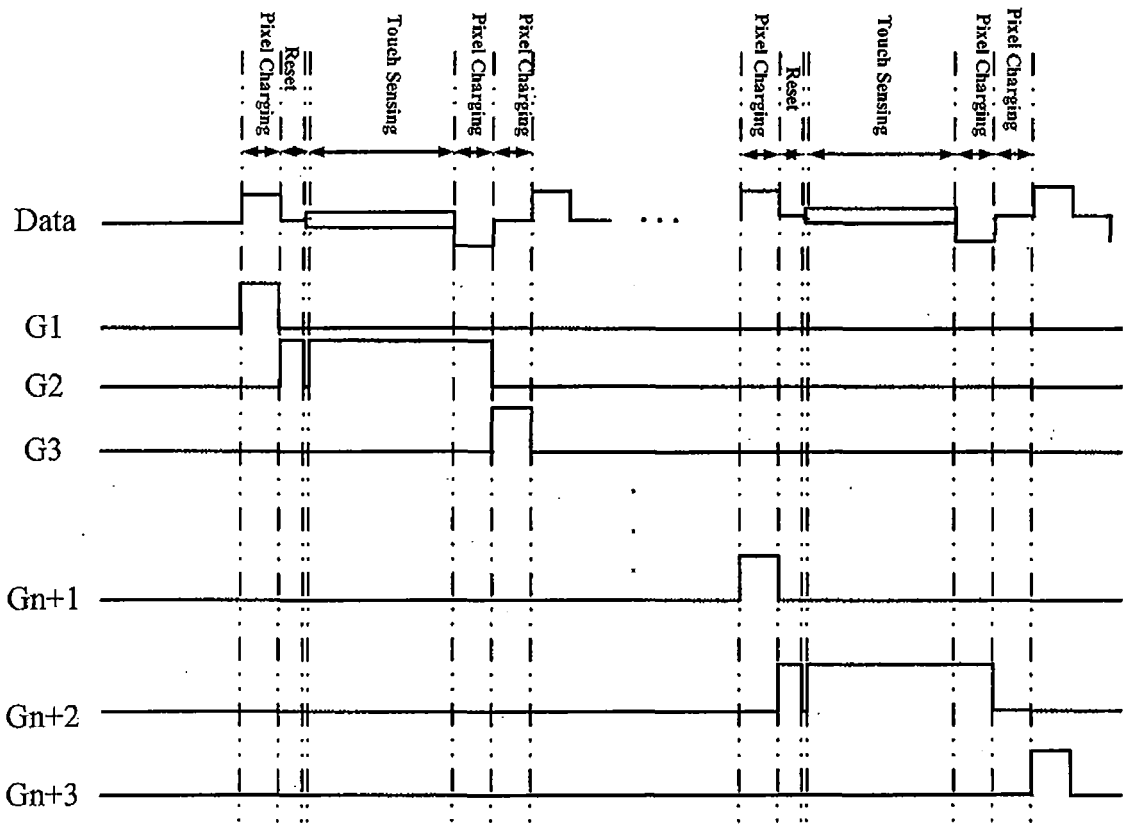 Pixel Charging
Reset
Touch Sensing
Pixel Charging
Pixel Charging
Pixel Charging
Reset
Touch Sensing
Pixel Charging
Pixel Charging
Data
G1
G2
G3
Gn+1
Gn+2
Gn+3